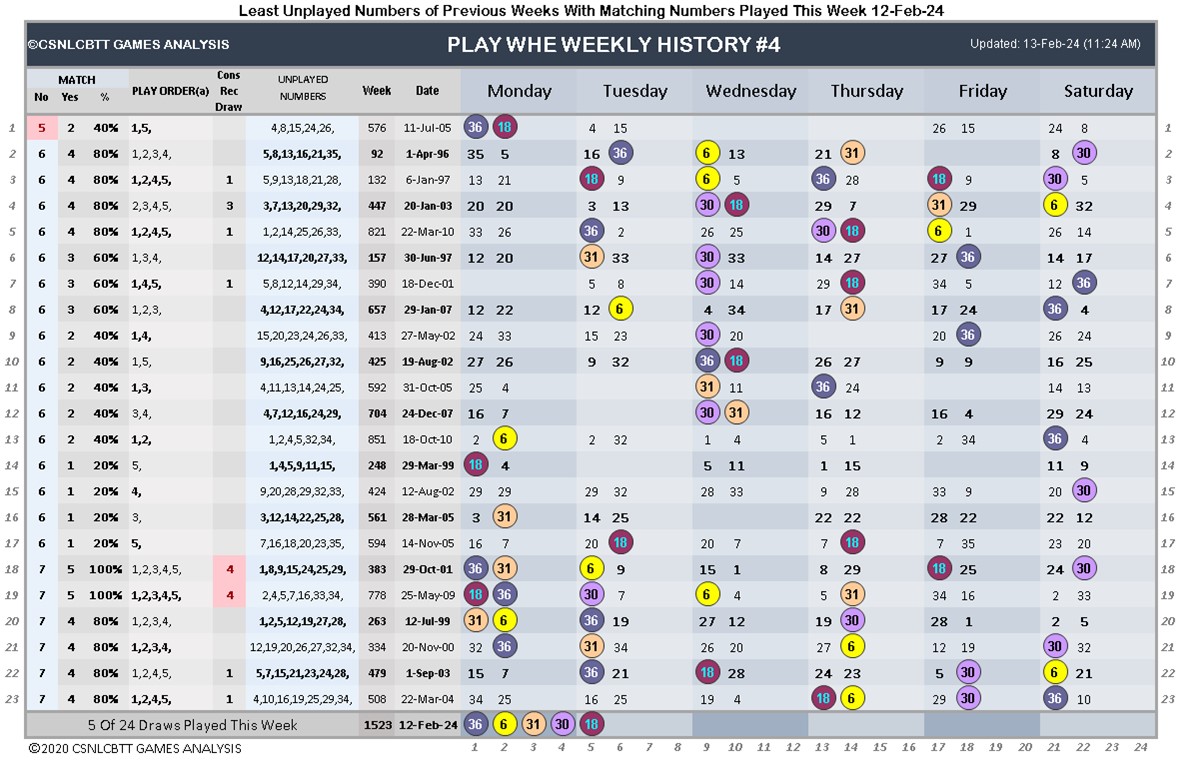 Least Unplayed Numbers of Previous Weeks With Matching Numbers Played This Week 12-Feb-24
©CSNLCBTT GAMES ANALYSIS PLAY WHE WEEKLY HISTORY #4 Updated: 13-Feb-24 (11:24 AM)
MATCH No Yes % PLAY ORDER(a) Cons Rec Draw UNPLAYED NUMBERS Week Date Monday Tuesday Wednesday Thursday Friday Saturday
1 5 2 40% 1,5, 4,8,15,24,26, 576 11-Jul-05 36 18 4 15 26 15 24 8 1
2 6 4 80% 1,2,3,4, 5,8,13,16,21,35, 92 1-Apr-96 35 5 16 36 6 13 21 31 8 30 2
3 6 4 80% 1,2,4,5, 1 5,9,13,18,21,28, 132 6-Jan-97 13 21 18 9 6 5 36 28 18 9 30 5 3
4 6 4 80% 2,3,4,5, 3 3,7,13,20,29,32, 447 20-Jan-03 20 20 3 13 30 18 29 7 31 29 6 32 4
5 6 4 80% 1,2,4,5, 1 1,2,14,25,26,33, 821 22-Mar-10 33 26 36 2 26 25 30 18 6 1 26 14 5
6 6 3 60% 1,3,4, 12,14,17,20,27,33, 157 30-Jun-97 12 20 31 33 30 33 14 27 27 36 14 17 6
7 6 3 60% 1,4,5, 1 5,8,12,14,29,34, 390 18-Dec-01 5 8 30 14 29 18 34 5 12 36 7
8 6 3 60% 1,2,3, 4,12,17,22,24,34, 657 29-Jan-07 12 22 12 6 4 34 17 31 17 24 36 4 8
9 6 2 40% 1,4, 15,20,23,24,26,33, 413 27-May-02 24 33 15 23 30 20 20 36 26 24 9
10 6 2 40% 1,5, 9,16,25,26,27,32, 425 19-Aug-02 27 26 9 32 36 18 26 27 9 9 16 25 10
11 6 2 40% 1,3, 4,11,13,14,24,25, 592 31-Oct-05 25 4 31 11 36 24 14 13 11
12 6 2 40% 3,4, 4,7,12,16,24,29, 704 24-Dec-07 16 7 30 31 16 12 16 4 29 24 12
13 6 2 40% 1,2, 1,2,4,5,32,34, 851 18-Oct-10 2 6 2 32 1 4 5 1 2 34 36 4 13
14 6 1 20% 5, 1,4,5,9,11,15, 248 29-Mar-99 18 4 5 11 1 15 11 9 14
15 6 1 20% 4, 9,20,28,29,32,33, 424 12-Aug-02 29 29 29 32 28 33 9 28 33 9 20 30 15
16 6 1 20% 3, 3,12,14,22,25,28, 561 28-Mar-05 3 31 14 25 22 22 28 22 22 12 16
17 6 1 20% 5, 7,16,18,20,23,35, 594 14-Nov-05 16 7 20 18 20 7 7 18 7 35 23 20 17
18 7 5 100% 1,2,3,4,5, 4 1,8,9,15,24,25,29, 383 29-Oct-01 36 31 6 9 15 1 8 29 18 25 24 30 18
19 7 5 100% 1,2,3,4,5, 4 2,4,5,7,16,33,34, 778 25-May-09 18 36 30 7 6 4 5 31 34 16 2 33 19
20 7 4 80% 1,2,3,4, 1,2,5,12,19,27,28, 263 12-Jul-99 31 6 36 19 27 12 19 30 28 1 2 5 20
21 7 4 80% 1,2,3,4, 12,19,20,26,27,32,34, 334 20-Nov-00 32 36 31 34 26 20 27 6 12 19 30 32 21
22 7 4 80% 1,2,4,5, 1 5,7,15,21,23,24,28, 479 1-Sep-03 15 7 36 21 18 28 24 23 5 30 6 21 22
23 7 4 80% 1,2,4,5, 1 4,10,16,19,25,29,34, 508 22-Mar-04 34 25 16 25 19 4 18 6 29 30 36 10 23
5 Of 24 Draws Played This Week 1523 12-Feb-24 36 6 31 30 18
©2020 CSNLCBTT GAMES ANALYSIS 1 2 3 4 5 6 7 8 9 10 11 12 13 14 15 16 17 18 19 20 21 22 23 24